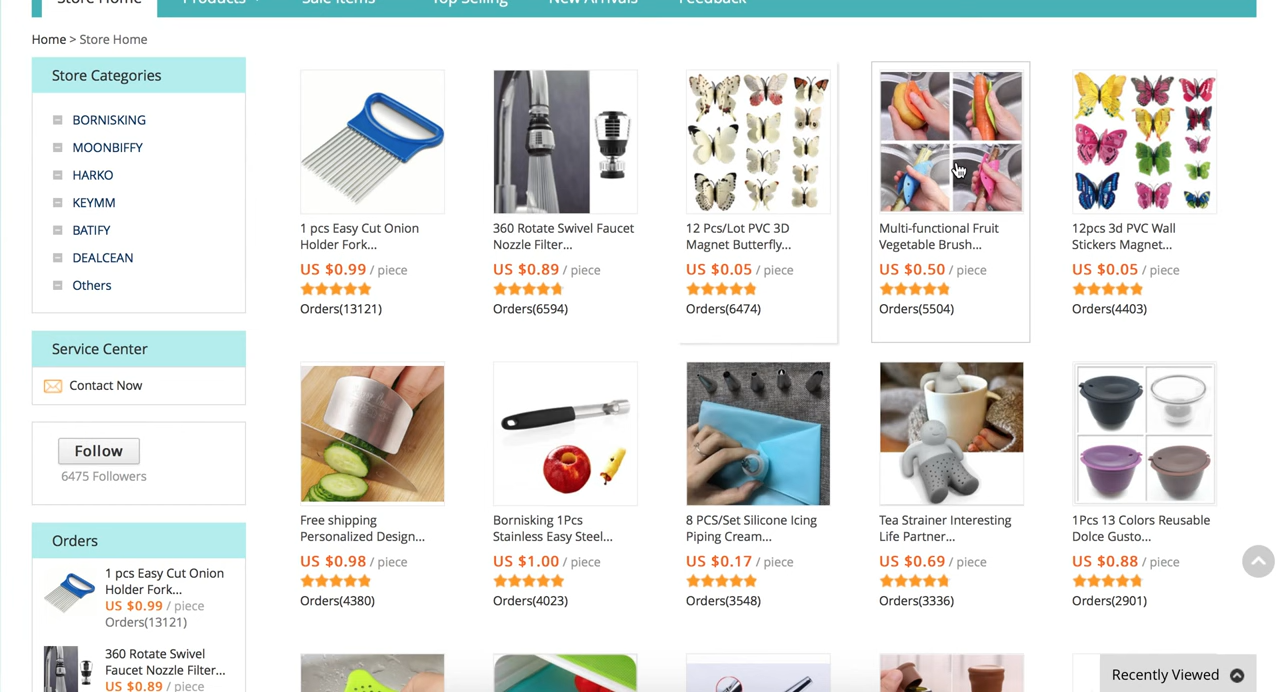 Store Home
Products
Sale Items
Top Selling
New Arrivals
Feedback
Home > Store Home
Store Categories
BORNISKING
MOONBIFFY
HARKO
KEYMM
BATIFY
DEALCEAN
Others
Service Center
Contact Now
Follow
6475 Followers
Orders
1 pcs Easy Cut Onion
Holder Fork...
US $0.99 / piece
Orders(13121)
360 Rotate Swivel
Faucet Nozzle Filter...
US $0.89 / piece
1 pcs Easy Cut Onion
Holder Fork...
US $0.99 / piece
Orders(13121)
360 Rotate Swivel Faucet
Nozzle Filter...
US $0.89 / piece
Orders(6594)
12 Pcs/Lot PVC 3D
Magnet Butterfly...
US $0.05 / piece
Orders(6474)
Multi-functional Fruit
Vegetable Brush...
US $0.50 / piece
Orders(5504)
12pcs 3d PVC Wall
Stickers Magnet...
US $0.05 / piece
Orders(4403)
Free shipping
Personalized Design...
US $0.98 / piece
Orders(4380)
Bornisking 1Pcs
Stainless Easy Steel...
US $1.00 / piece
Orders(4023)
8 PCS/Set Silicone Icing
Piping Cream...
US $0.17 / piece
Orders(3548)
Tea Strainer Interesting
Life Partner...
US $0.69 / piece
Orders(3336)
1Pcs 13 Colors Reusable
Dolce Gusto...
US $0.88 / piece
Orders(2901)
Recently Viewed